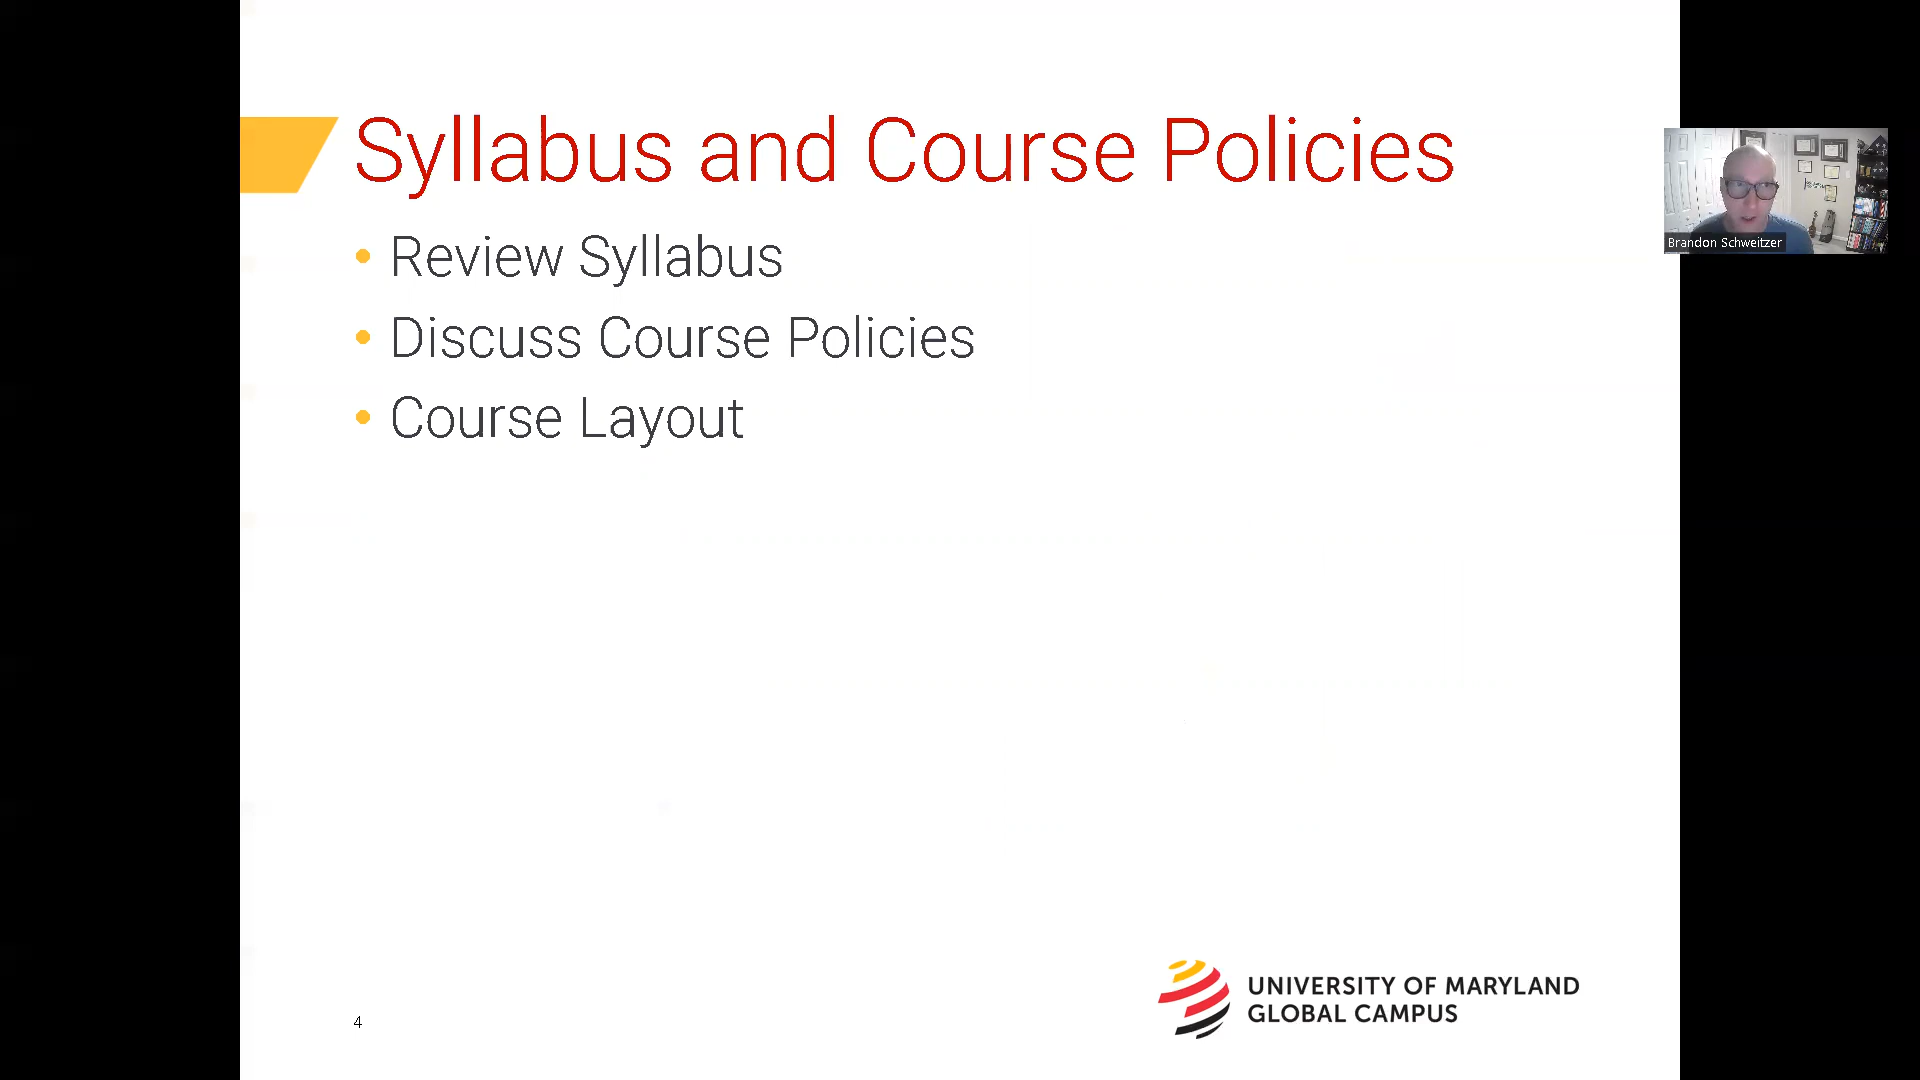 Syllabus and Course Policies
• Review Syllabus
• Discuss Course Policies
• Course Layout
Brandon Schweitzer
4
UNIVERSITY OF MARYLAND
GLOBAL CAMPUS